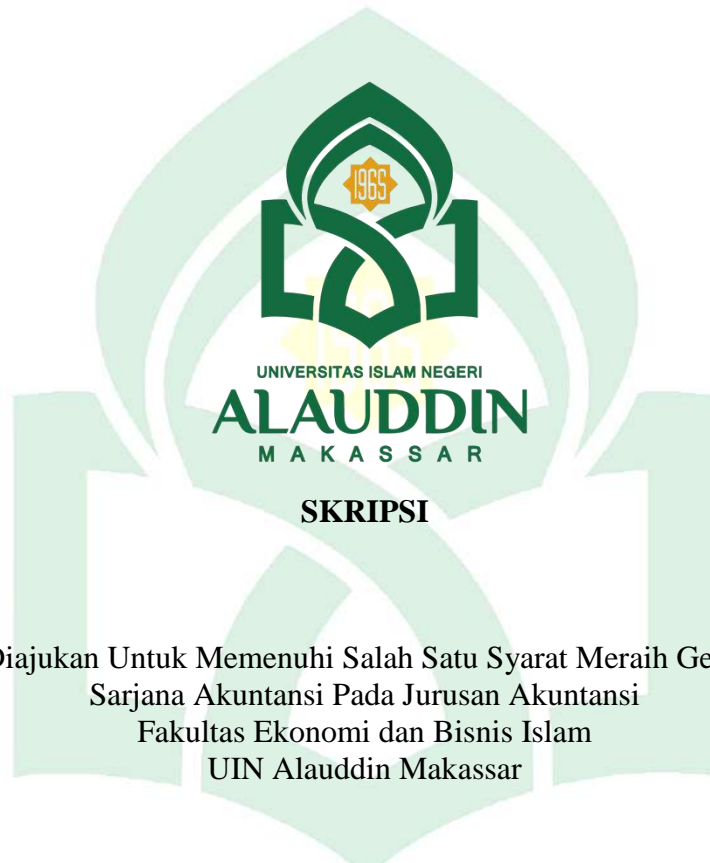 1965
UNIVERSITAS ISLAM NEGERI
ALAUDDIN
MAKASSAR
SKRIPSI
Diajukan Untuk Memenuhi Salah Satu Syarat Meraih Ge
Sarjana Akuntansi Pada Jurusan Akuntansi
Fakultas Ekonomi dan Bisnis Islam
UIN Alauddin Makassar